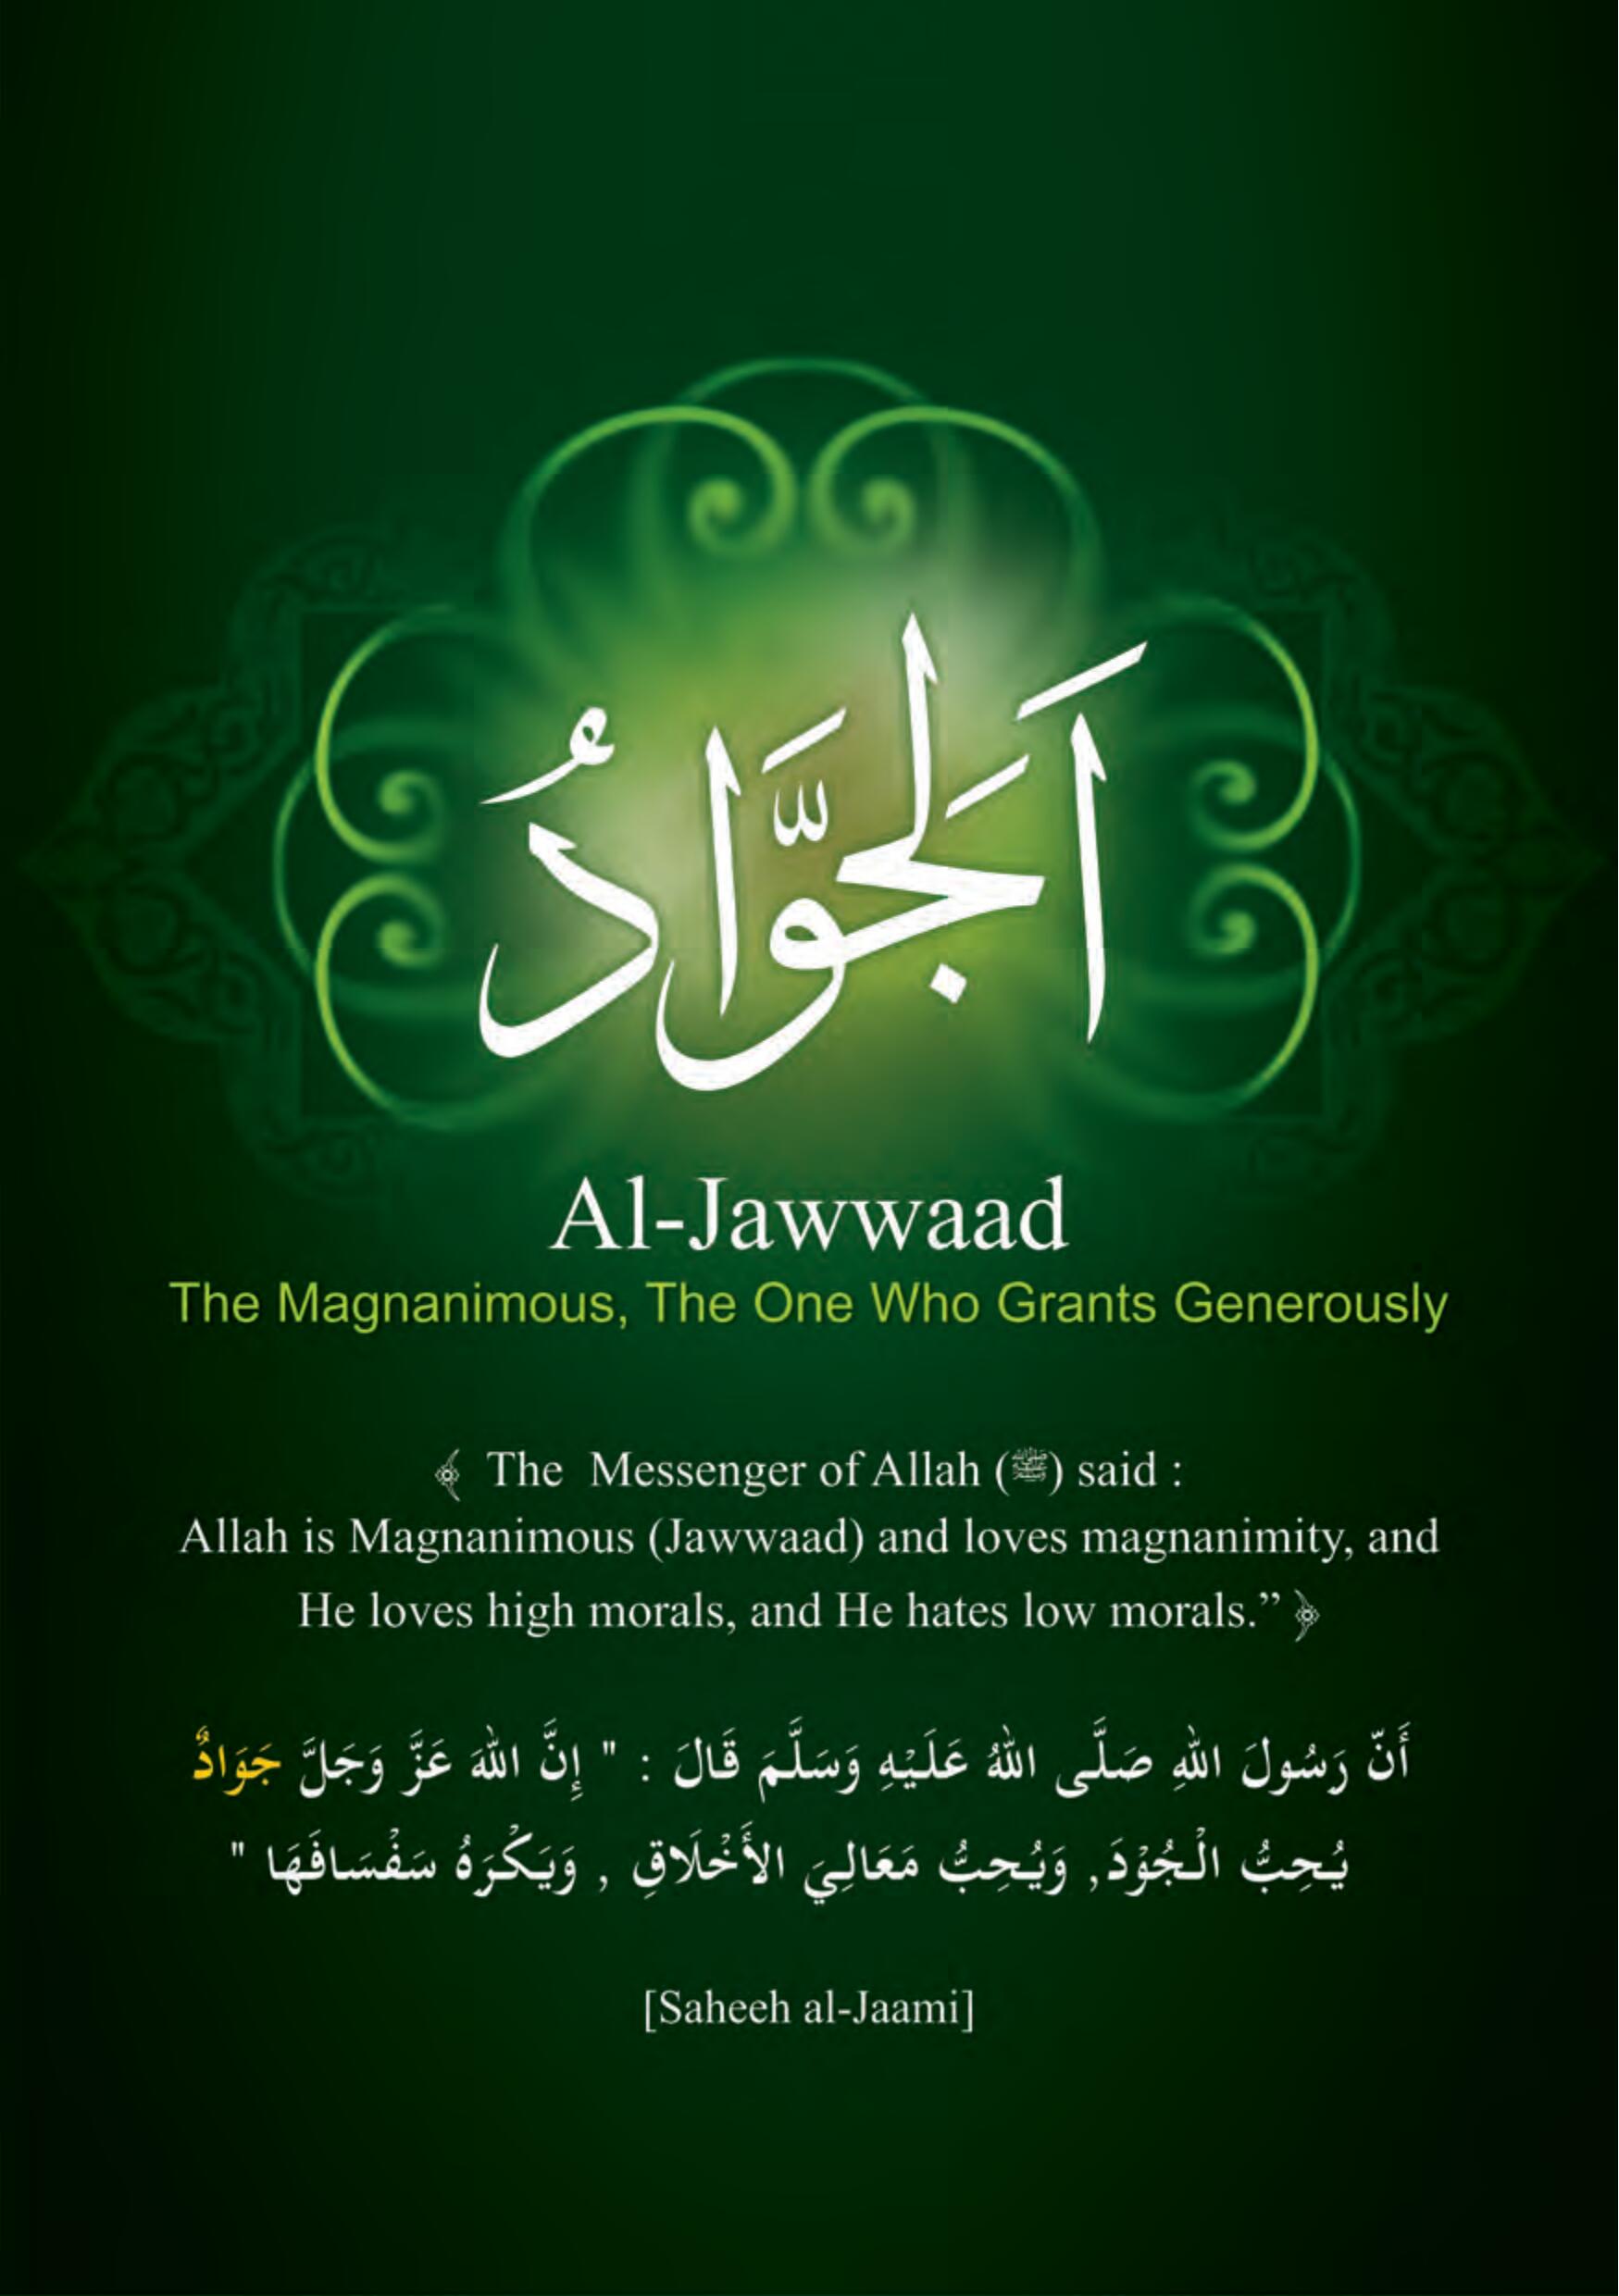 اَلْجَوَّادُ
Al-Jawwaad
The Magnanimous, The One Who Grants Generously
﴾ The Messenger of Allah (ﷺ) said :
Allah is Magnanimous (Jawwaad) and loves magnanimity, and
He loves high morals, and He hates low morals.” ﴿
أَنّ رَسُولَ اللهِ صَلَّى اللهُ عَلَيْهِ وَسَلَّمَ قَالَ : " إِنَّ اللهَ عَزَّ وَجَلَّ جَوَادٌ
يُحِبُّ الْجُوْدَ, وَيُحِبُّ مَعَالِيَ الأَخْلَاقِ , وَيَكْرَهُ سَفْسَافَهَا "
[Saheeh al-Jaami]